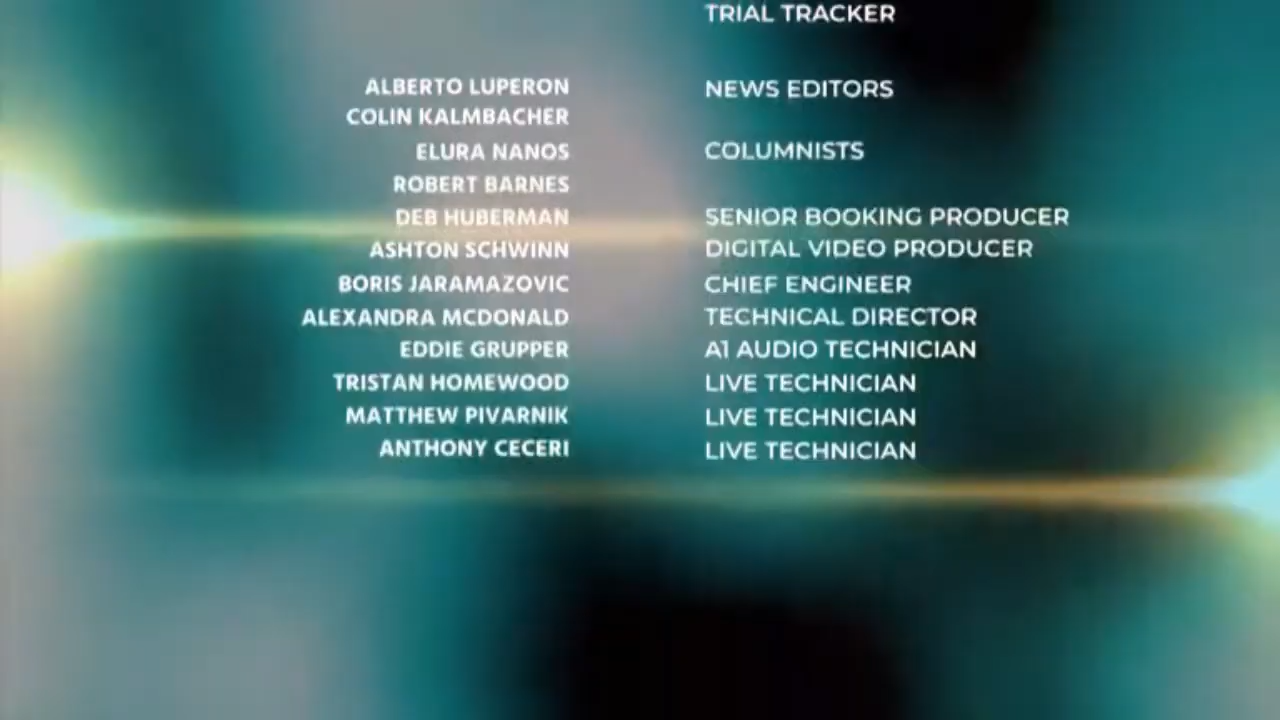 TRIAL TRACKER
ALBERTO LUPERON NEWS EDITORS
COLIN KALMBACHER
ELURA NANOS COLUMNISTS
ROBERT BARNES
DEB HUBERMAN SENIOR BOOKING PRODUCER
ASHTON SCHWINN DIGITAL VIDEO PRODUCER
BORIS JARAMAZOVIC CHIEF ENGINEER
ALEXANDRA MCDONALD TECHNICAL DIRECTOR
EDDIE GRUPPER A1 AUDIO TECHNICIAN
TRISTAN HOMEWOOD LIVE TECHNICIAN
MATTHEW PIVARNIK LIVE TECHNICIAN
ANTHONY CECERI LIVE TECHNICIAN